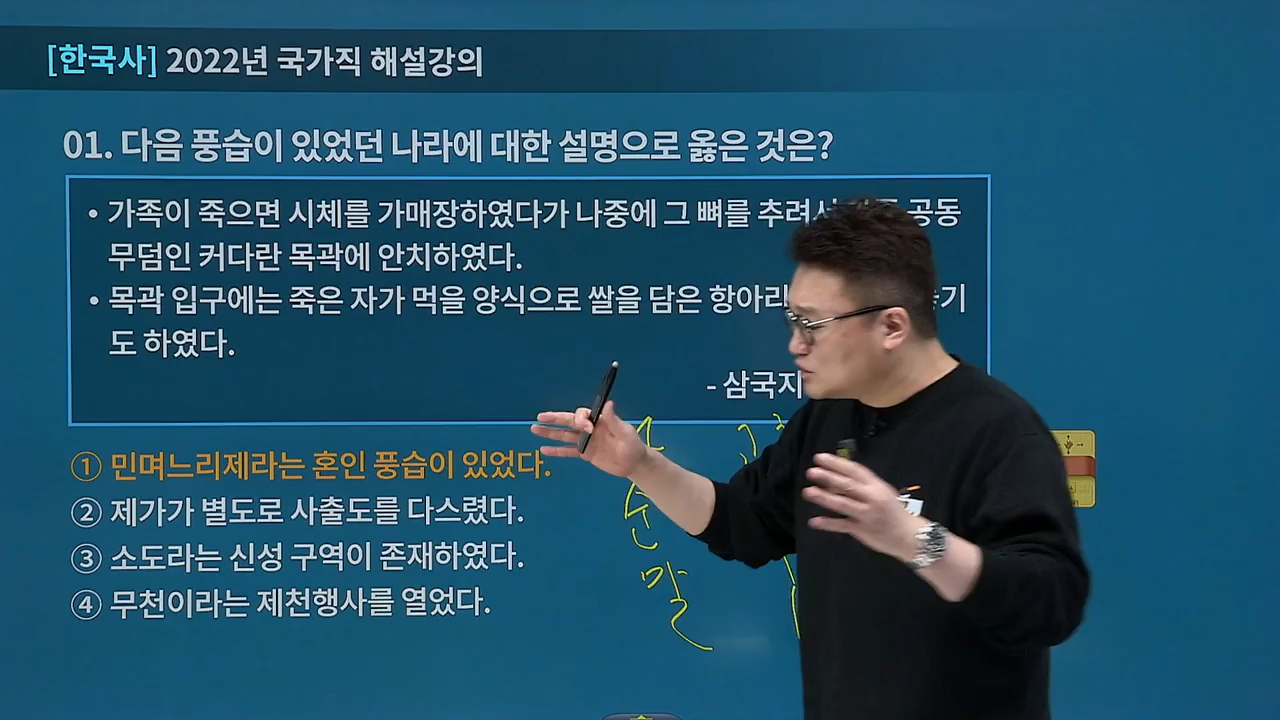 [한국사] 2022년 국가직 해설강의
01. 다음 풍습이 있었던 나라에 대한 설명으로 옳은 것은?
• 가족이 죽으면 시체를 가매장하였다가 나중에 그 뼈를 공동
무덤인 커다란 목곽에 안치하였다.
• 목곽 입구에는 죽은 자가 먹을 양식으로 쌀을 담은
도 하였다.
- 삼국지
① 민며느리제라는 혼인 풍습이 있었다.
② 제가가 별도로 사출도를 다스렸다.
③ 소도라는 신성 구역이 존재하였다.
④ 무천이라는 제천행사를 열었다.
말